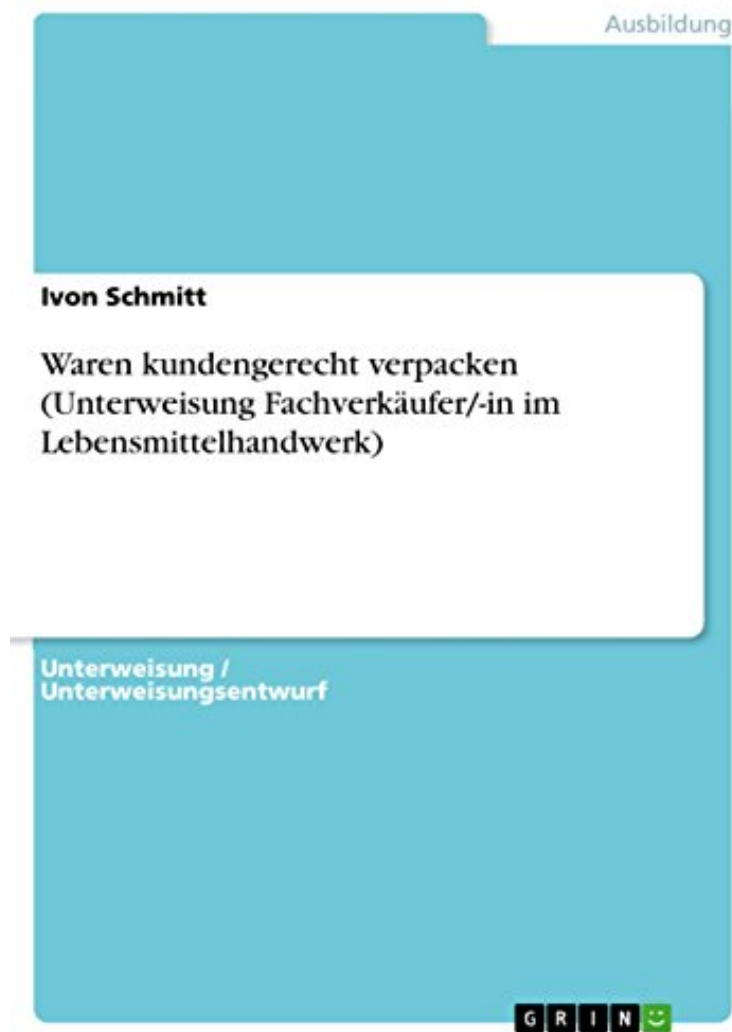 Ausbildung
Ivon Schmitt
Waren kundengerecht verpacken
(Unterweisung Fachverkäufer/-in im
Lebensmittelhandwerk)
Unterweisung /
Unterweisungsentwurf
GRIN